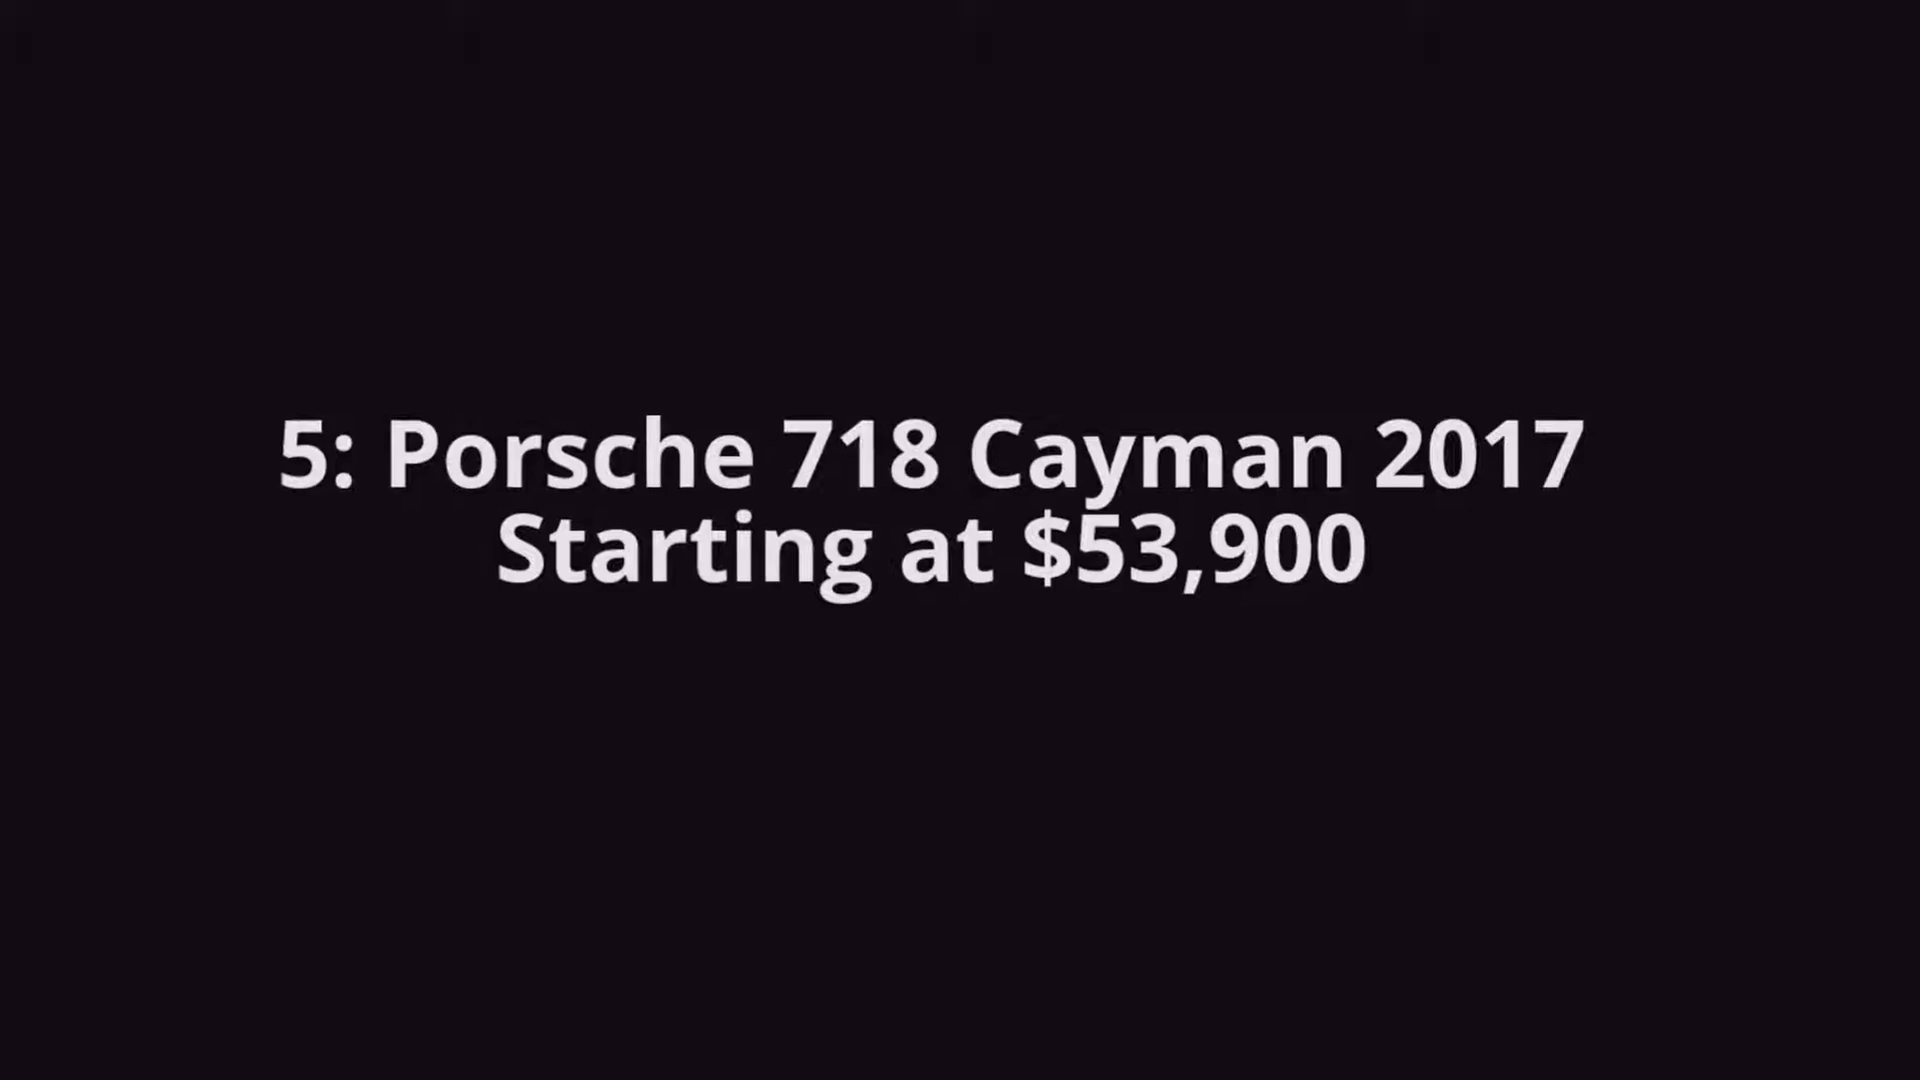 5: Porsche 718 Cayman 2017
Starting at $53,900